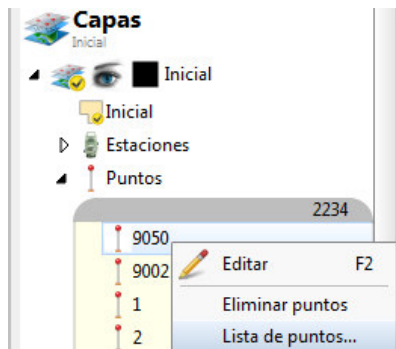 Capas
Inicial
Inicial
Inicial
Estaciones
Puntos
2234
9050
9002
Editar F2
1
Eliminar puntos
2
Lista de puntos...